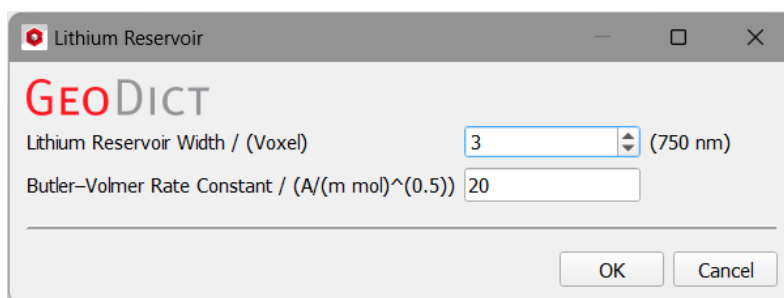 Lithium Reservoir
GEODICT
Lithium Reservoir Width / (Voxel) 3 (750 nm)
Butler–Volmer Rate Constant / (A/(m mol)^(0.5)) 20
OK Cancel